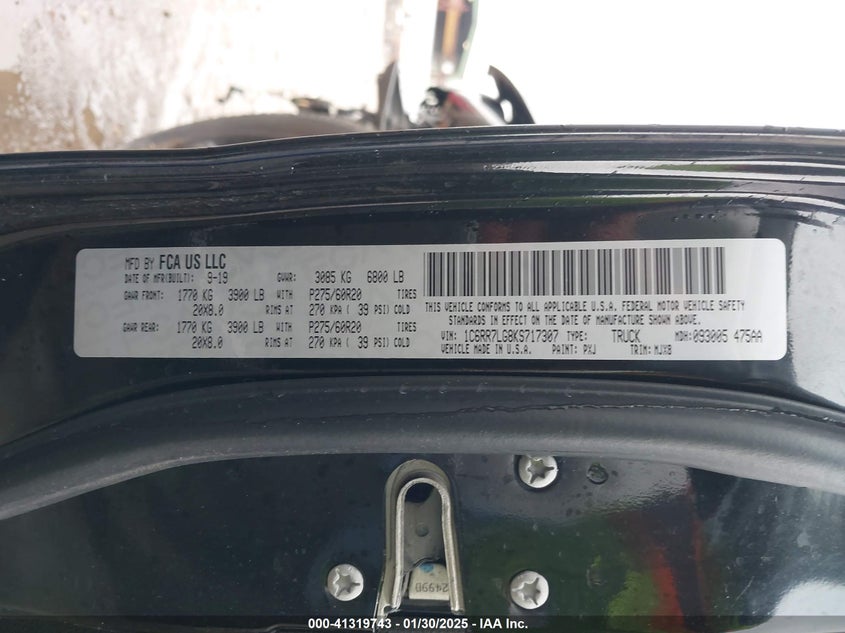 MFD BY FCA US LLC
DATE OF MFR(BUILT): 9-19 GVWR: 3085 KG 6800 LB
GAWR FRONT: 1770 KG 3900 LB WITH P275/60R20 TIRES
20X8.0 RIMS AT 270 KPA ( 39 PSI) COLD
GAWR REAR: 1770 KG 3900 LB WITH P275/60R20 TIRES
20X8.0 RIMS AT 270 KPA ( 39 PSI) COLD
THIS VEHICLE CONFORMS TO ALL APPLICABLE U.S.A. FEDERAL MOTOR VEHICLE SAFETY
STANDARDS IN EFFECT ON THE DATE OF MANUFACTURE SHOWN ABOVE.
VIN: 1C6RR7LG8KS717307 TYPE: TRUCK MDH:093005 475AA
VEHICLE MADE IN U.S.A. PAINT: PXJ TRIM: MJX8
24990
000-41319743 - 01/30/2025 - IAA Inc.